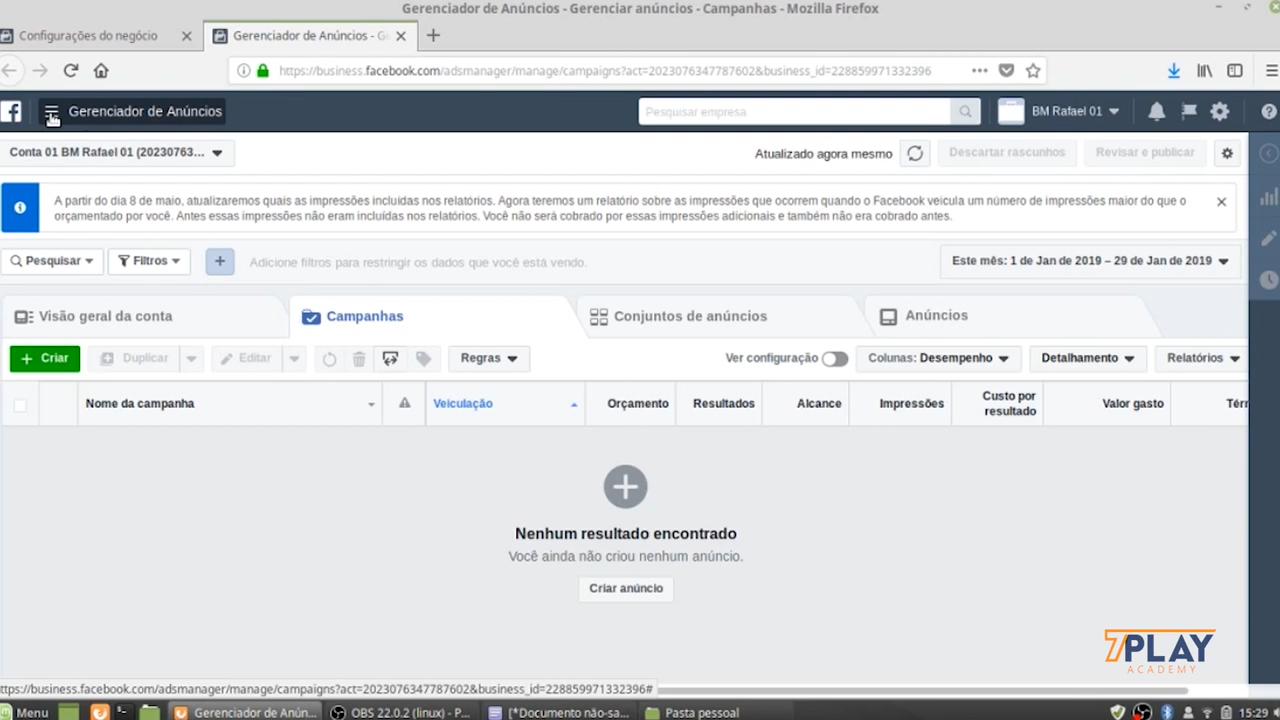 Gerenciador de Anúncios - Gerenciar anúncios - Campanhas - Mozilla Firefox
Configurações do negócio
Gerenciador de Anúncios - G
https://business.facebook.com/adsmanager/manage/campaigns?act=2023076347787602&business_id=228859971332396
Gerenciador de Anúncios
Pesquisar empresa
BM Rafael 01
Conta 01 BM Rafael 01 (20230763...
Atualizado agora mesmo
Descartar rascunhos
Revisar e publicar
A partir do dia 8 de maio, atualizaremos quais as impressões incluídas nos relatórios. Agora teremos um relatório sobre as impressões que ocorrem quando o Facebook veicula um número de impressões maior do que o
orçamentado por você. Antes essas impressões não eram incluídas nos relatórios. Você não será cobrado por essas impressões adicionais e também não era cobrado antes.
Pesquisar
Filtros
Adicione filtros para restringir os dados que você está vendo.
Este mês: 1 de Jan de 2019 – 29 de Jan de 2019
Visão geral da conta
Campanhas
Conjuntos de anúncios
Anúncios
+ Criar
Duplicar
Editar
Regras
Ver configuração
Colunas: Desempenho
Detalhamento
Relatórios
Nome da campanha
Veiculação
Orçamento
Resultados
Alcance
Impressões
Custo por
resultado
Valor gasto
Térr
Nenhum resultado encontrado
Você ainda não criou nenhum anúncio.
Criar anúncio
7PLAY
ACADEMY
ttps://business.facebook.com/adsmanager/manage/campaigns?act=2023076347787602&business_id=228859971332396#
Menu
Gerenciador de Anún...
OBS 22.0.2 (linux) - P...
[*Documento não-sa...
Pasta pessoal
15:29